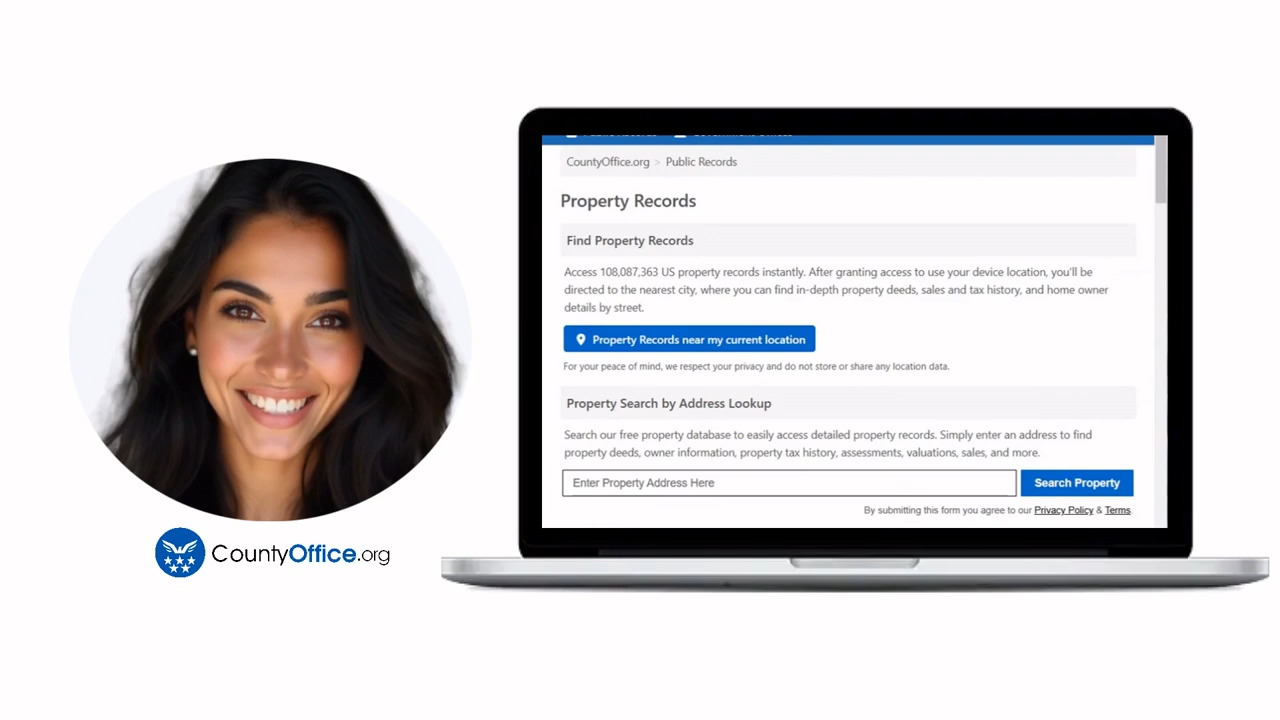 CountyOffice.org
CountyOffice.org > Public Records
Property Records
Find Property Records
Access 108,087,363 US property records instantly. After granting access to use your device location, you'll be
directed to the nearest city, where you can find in-depth property deeds, sales and tax history, and home owner
details by street.
Property Records near my current location
For your peace of mind, we respect your privacy and do not store or share any location data.
Property Search by Address Lookup
Search our free property database to easily access detailed property records. Simply enter an address to find
property deeds, owner information, property tax history, assessments, valuations, sales, and more.
Enter Property Address Here
Search Property
By submitting this form you agree to our Privacy Policy & Terms.